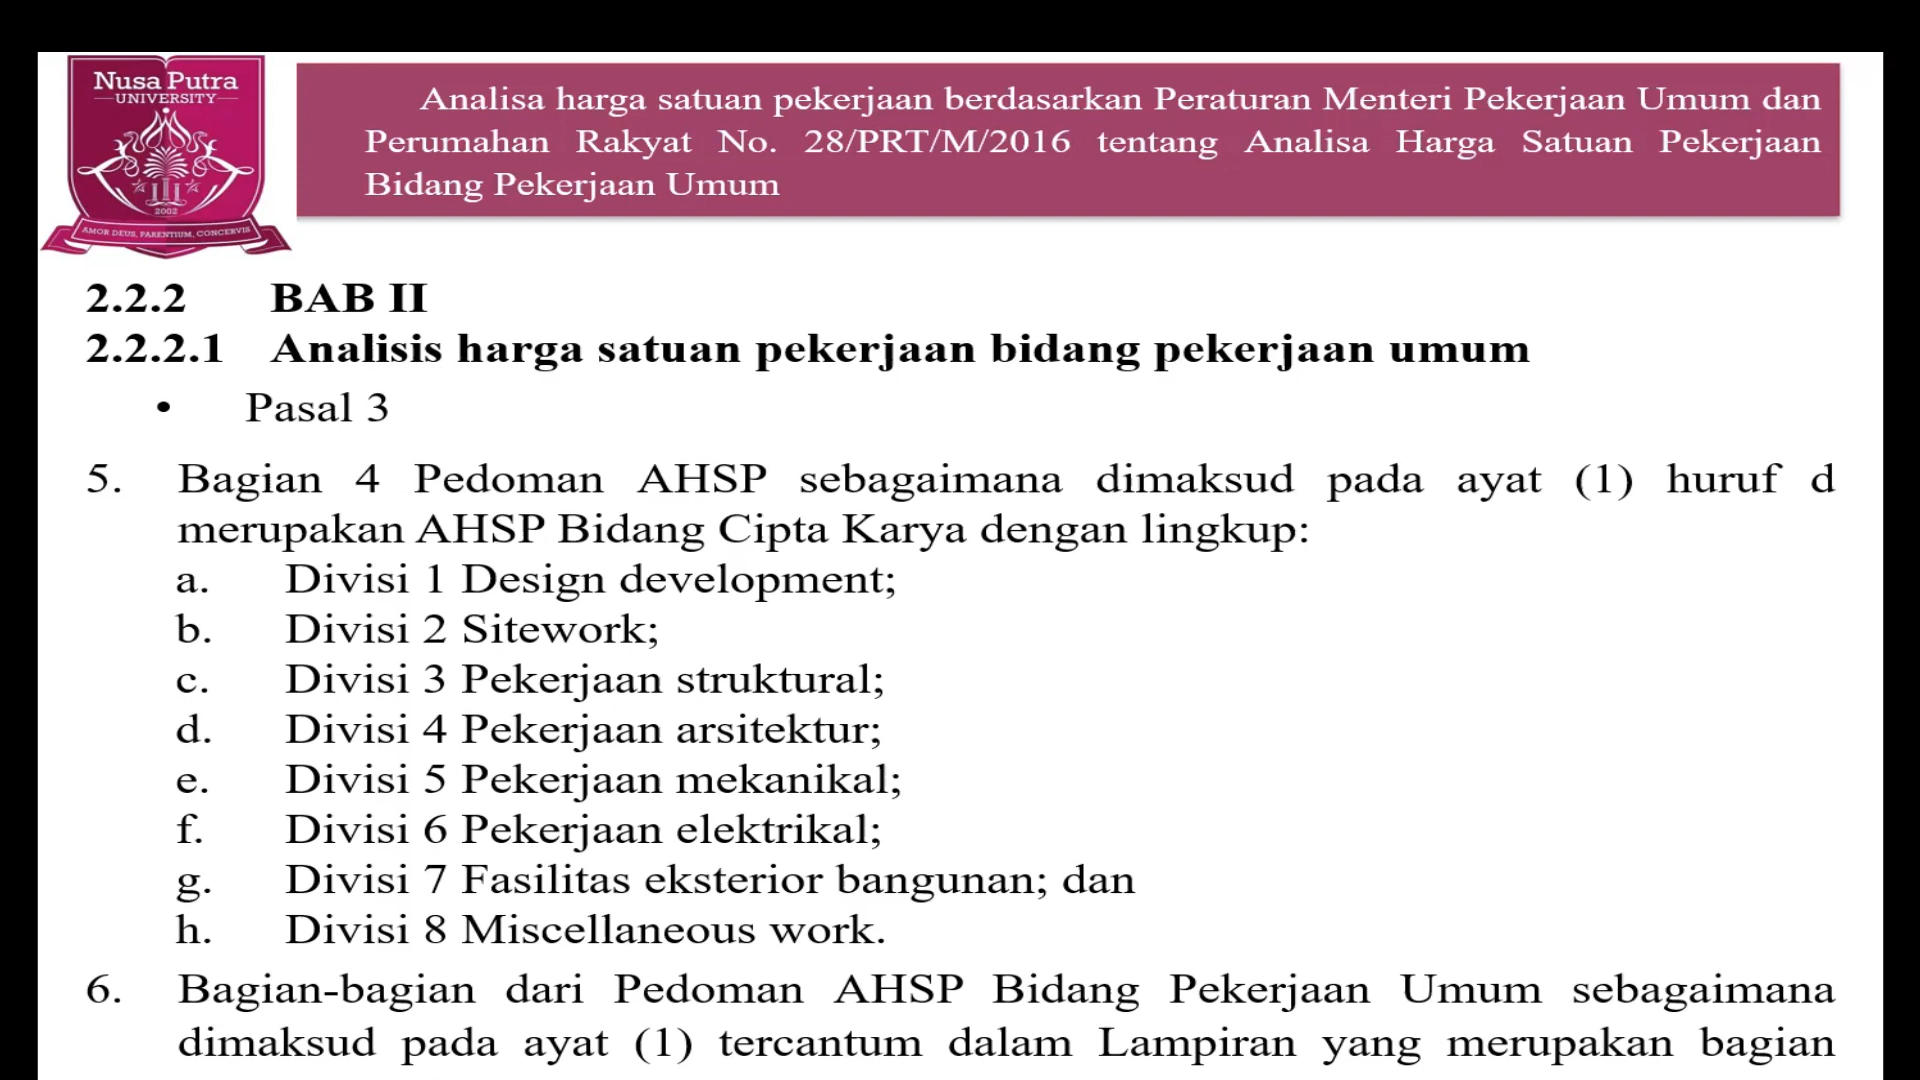 Nusa Putra
UNIVERSITY
2002
AMOR DEUS, PARENTIUM, CONCERVIS
Analisa harga satuan pekerjaan berdasarkan Peraturan Menteri Pekerjaan Umum dan
Perumahan Rakyat No. 28/PRT/M/2016 tentang Analisa Harga Satuan Pekerjaan
Bidang Pekerjaan Umum
2.2.2 BAB II
2.2.2.1 Analisis harga satuan pekerjaan bidang pekerjaan umum
• Pasal 3
5. Bagian 4 Pedoman AHSP sebagaimana dimaksud pada ayat (1) huruf d
merupakan AHSP Bidang Cipta Karya dengan lingkup:
a. Divisi 1 Design development;
b. Divisi 2 Sitework;
c. Divisi 3 Pekerjaan struktural;
d. Divisi 4 Pekerjaan arsitektur;
e. Divisi 5 Pekerjaan mekanikal;
f. Divisi 6 Pekerjaan elektrikal;
g. Divisi 7 Fasilitas eksterior bangunan; dan
h. Divisi 8 Miscellaneous work.
6. Bagian-bagian dari Pedoman AHSP Bidang Pekerjaan Umum sebagaimana
dimaksud pada ayat (1) tercantum dalam Lampiran yang merupakan bagian